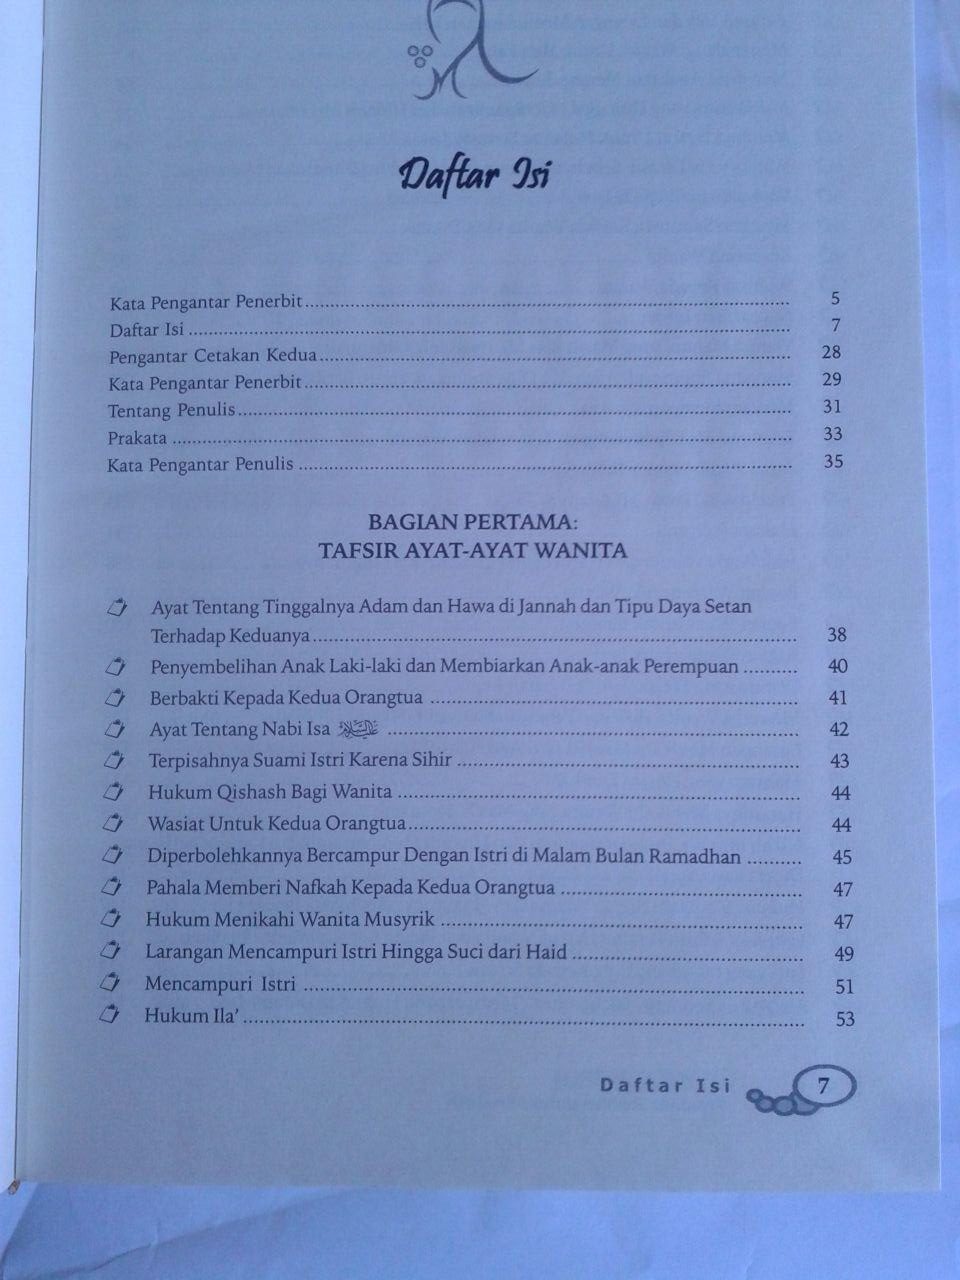 Daftar Isi
Kata Pengantar Penerbit ........................ 5
Daftar Isi ........................ 7
Pengantar Cetakan Kedua ........................ 28
Kata Pengantar Penerbit ........................ 29
Tentang Penulis ........................ 31
Prakata ........................ 33
Kata Pengantar Penulis ........................ 35
BAGIAN PERTAMA:
TAFSIR AYAT-AYAT WANITA
Ayat Tentang Tinggalnya Adam dan Hawa di Jannah dan Tipu Daya Setan
Terhadap Keduanya ........................ 38
Penyembelihan Anak Laki-laki dan Membiarkan Anak-anak Perempuan .......... 40
Berbakti Kepada Kedua Orangtua ........................ 41
Ayat Tentang Nabi Isa ........................ 42
Terpisahnya Suami Istri Karena Sihir ........................ 43
Hukum Qishash Bagi Wanita ........................ 44
Wasiat Untuk Kedua Orangtua ........................ 44
Diperbolehkannya Bercampur Dengan Istri di Malam Bulan Ramadhan .......... 45
Pahala Memberi Nafkah Kepada Kedua Orangtua ........................ 47
Hukum Menikahi Wanita Musyrik ........................ 47
Larangan Mencampuri Istri Hingga Suci dari Haid ........................ 49
Mencampuri Istri ........................ 51
Hukum Ila' ........................ 53
Daftar Isi 7